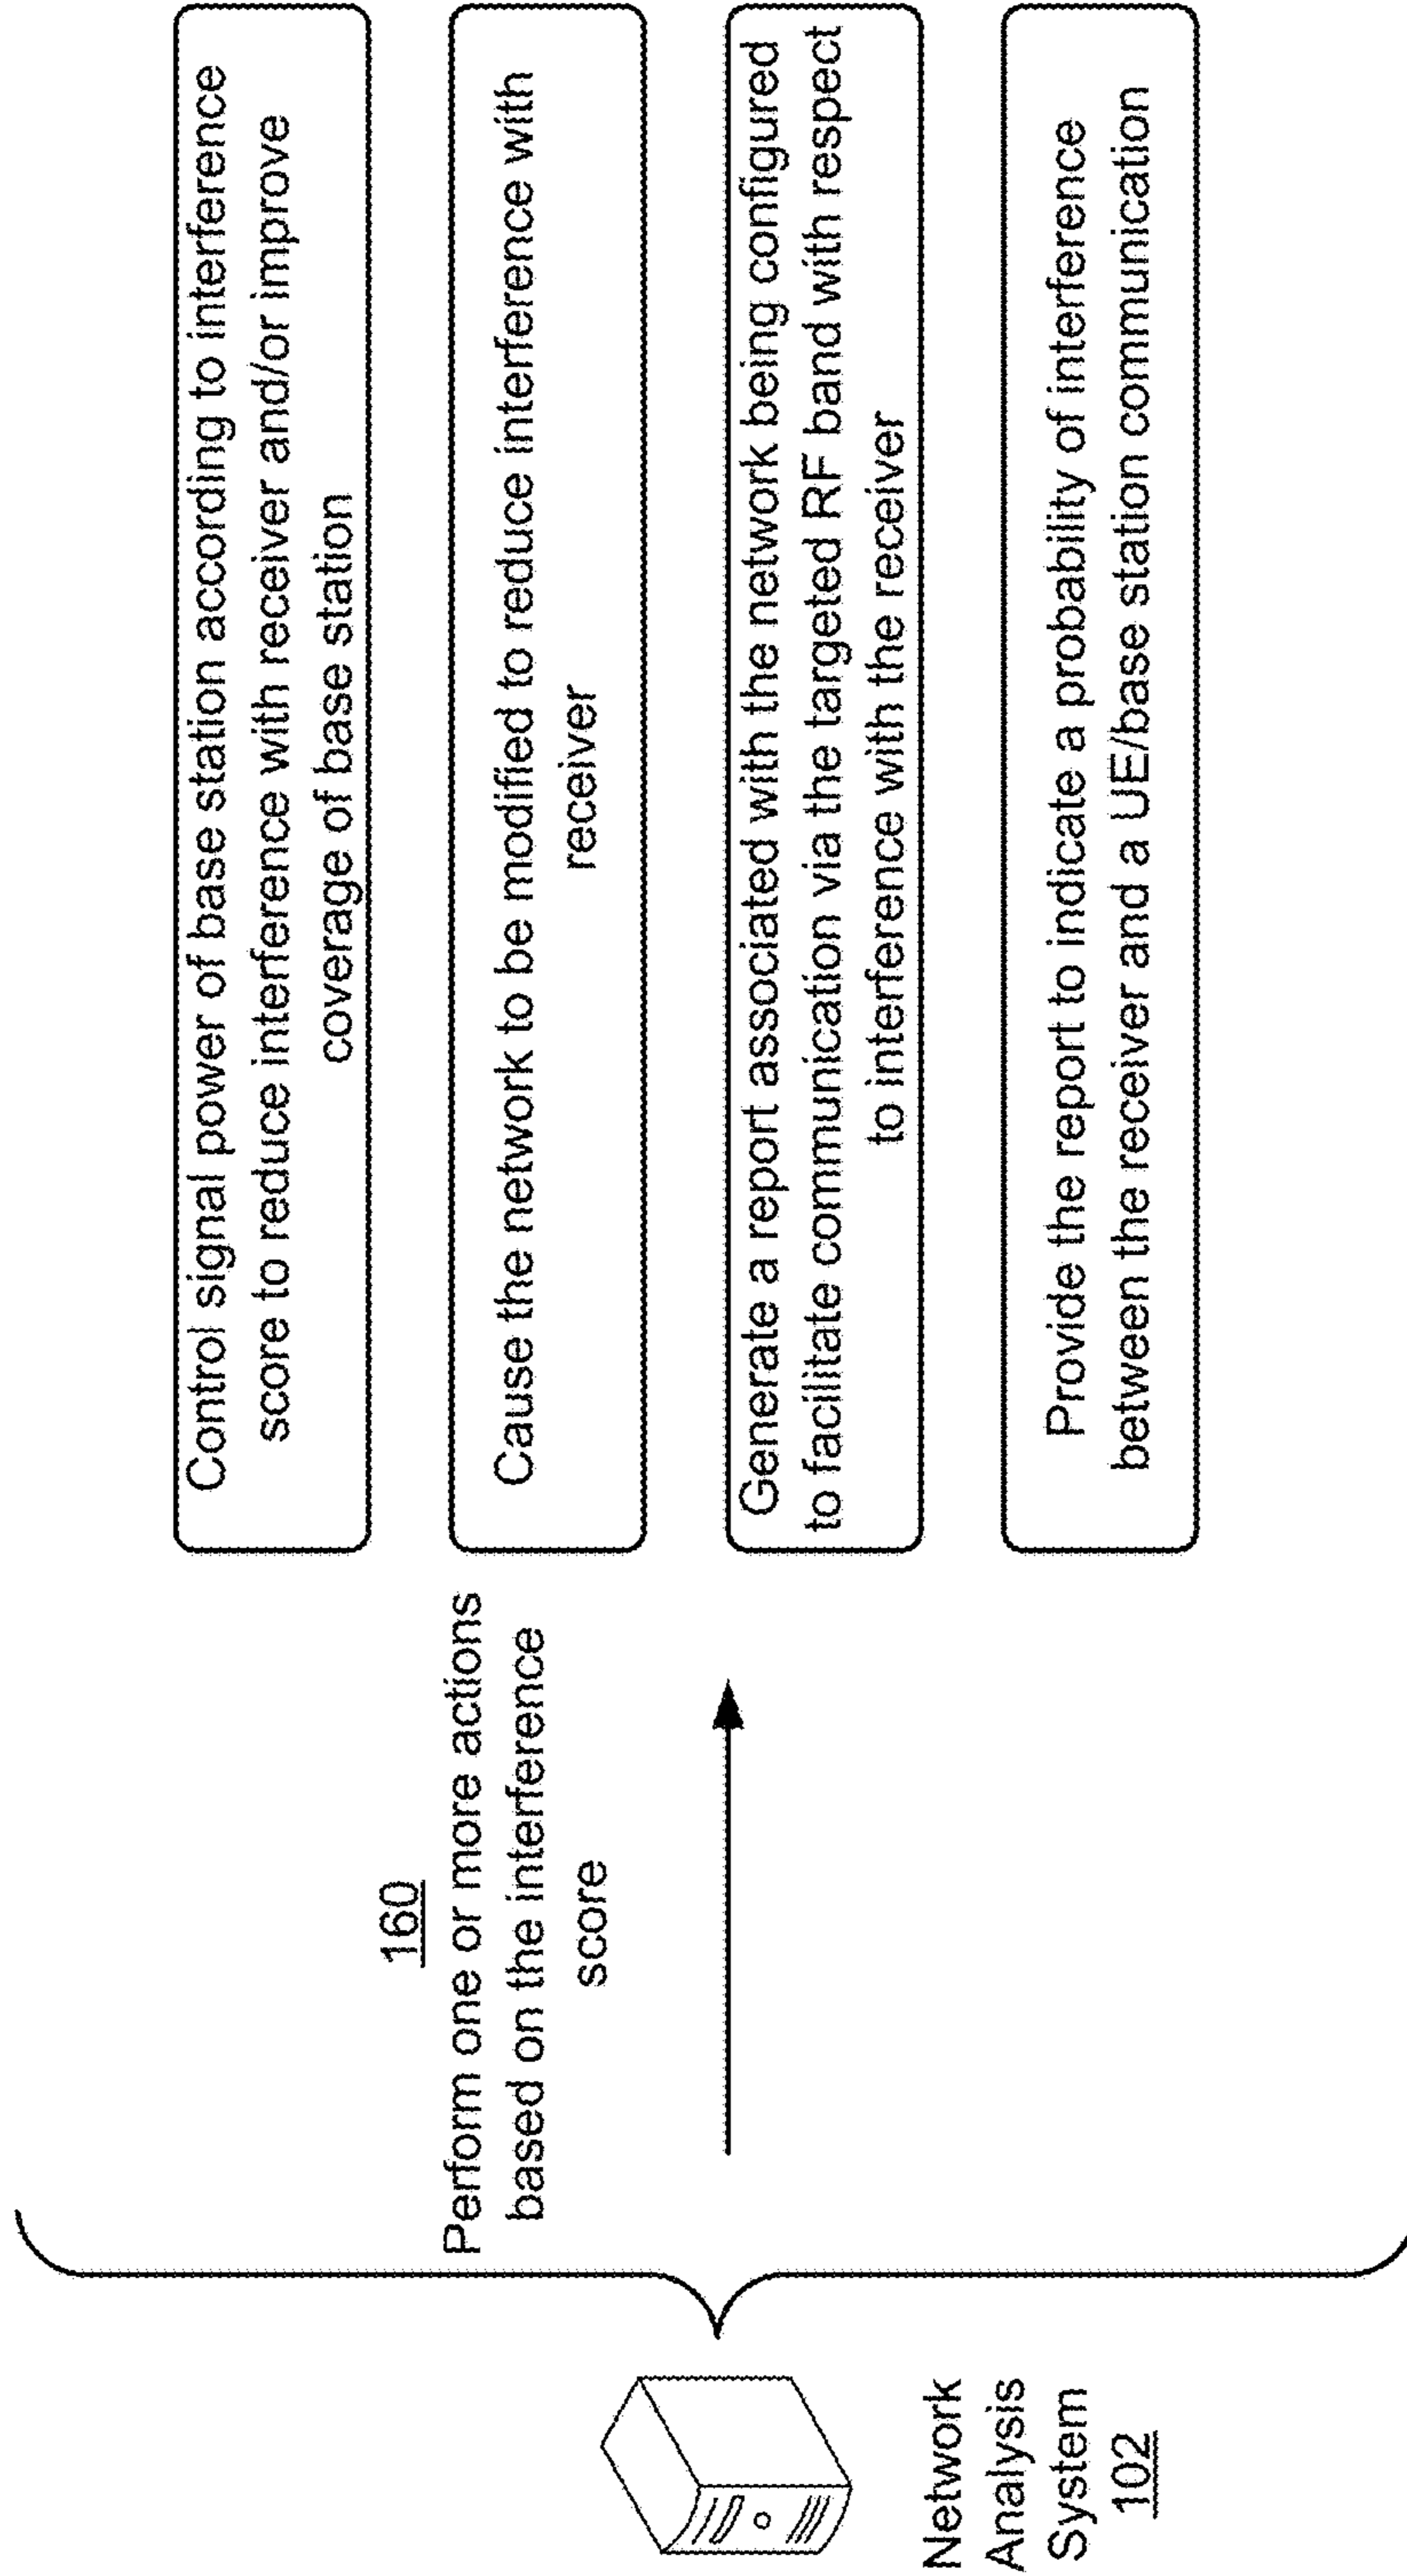 Network
Analysis
System
102
160
Perform one or more actions
based on the interference
score
Control signal power of base station according to interference
score to reduce interference with receiver and/or improve
coverage of base station
Cause the network to be modified to reduce interference with
receiver
Generate a report associated with the network being configured
to facilitate communication via the targeted RF band with respect
to interference with the receiver
Provide the report to indicate a probability of interference
between the receiver and a UE/base station communication